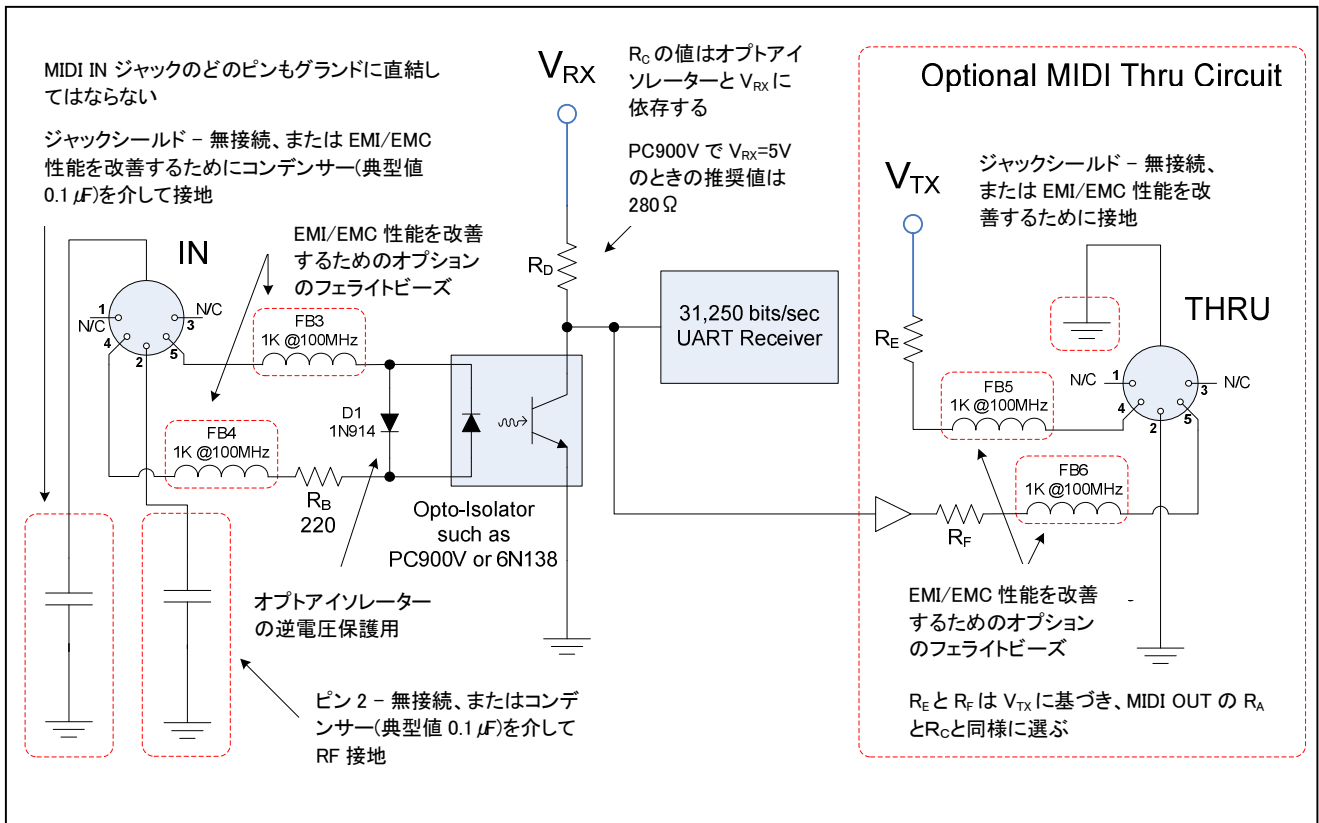 MIDI IN ジャックのどのピンもグランドに直結し
てはならない
ジャックシールド – 無接続、または EMI/EMC
性能を改善するためにコンデンサー(典型値
0.1 μF)を介して接地
IN
EMI/EMC 性能を改善
するためのオプション
のフェライトビーズ
1
N/C
N/C
3
4
2
5
FB3
1K @100MHz
FB4
1K @100MHz
D1
1N914
RB
220
Opto-Isolator
such as
PC900V or 6N138
オプトアイソレーター
の逆電圧保護用
ピン 2 – 無接続、またはコンデ
ンサー(典型値 0.1 μF)を介して
RF 接地
VRX
RC の値はオプトアイ
ソレーターと VRX に
依存する
PC900V で VRX=5V
のときの推奨値は
280Ω
RD
31,250 bits/sec
UART Receiver
Optional MIDI Thru Circuit
VTX
ジャックシールド – 無接続、
または EMI/EMC 性能を改
善するために接地
THRU
RE
N/C
1
3
N/C
4
2
5
FB5
1K @100MHz
FB6
1K @100MHz
RF
EMI/EMC 性能を改善
するためのオプション
のフェライトビーズ
RE と RF は VTX に基づき、MIDI OUT の RA
とRCと同様に選ぶ